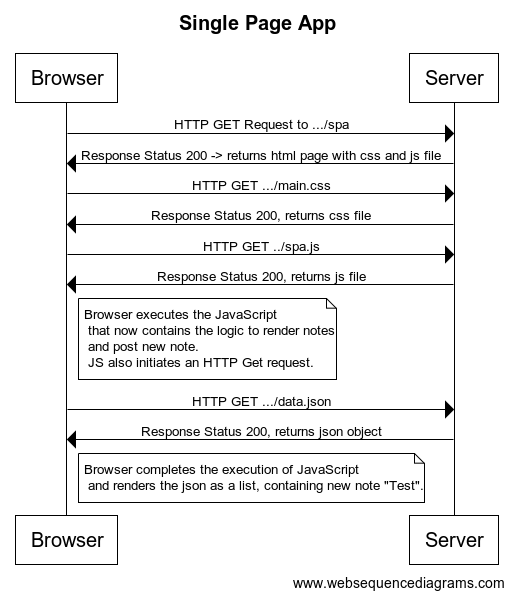 Single Page App
Browser Server
HTTP GET Request to .../spa
Response Status 200 -> returns html page with css and js file
HTTP GET .../main.css
Response Status 200, returns css file
HTTP GET ../spa.js
Response Status 200, returns js file
Browser executes the JavaScript
that now contains the logic to render notes
and post new note.
JS also initiates an HTTP Get request.
HTTP GET .../data.json
Response Status 200, returns json object
Browser completes the execution of JavaScript
and renders the json as a list, containing new note "Test".
Browser Server
www.websequencediagrams.com